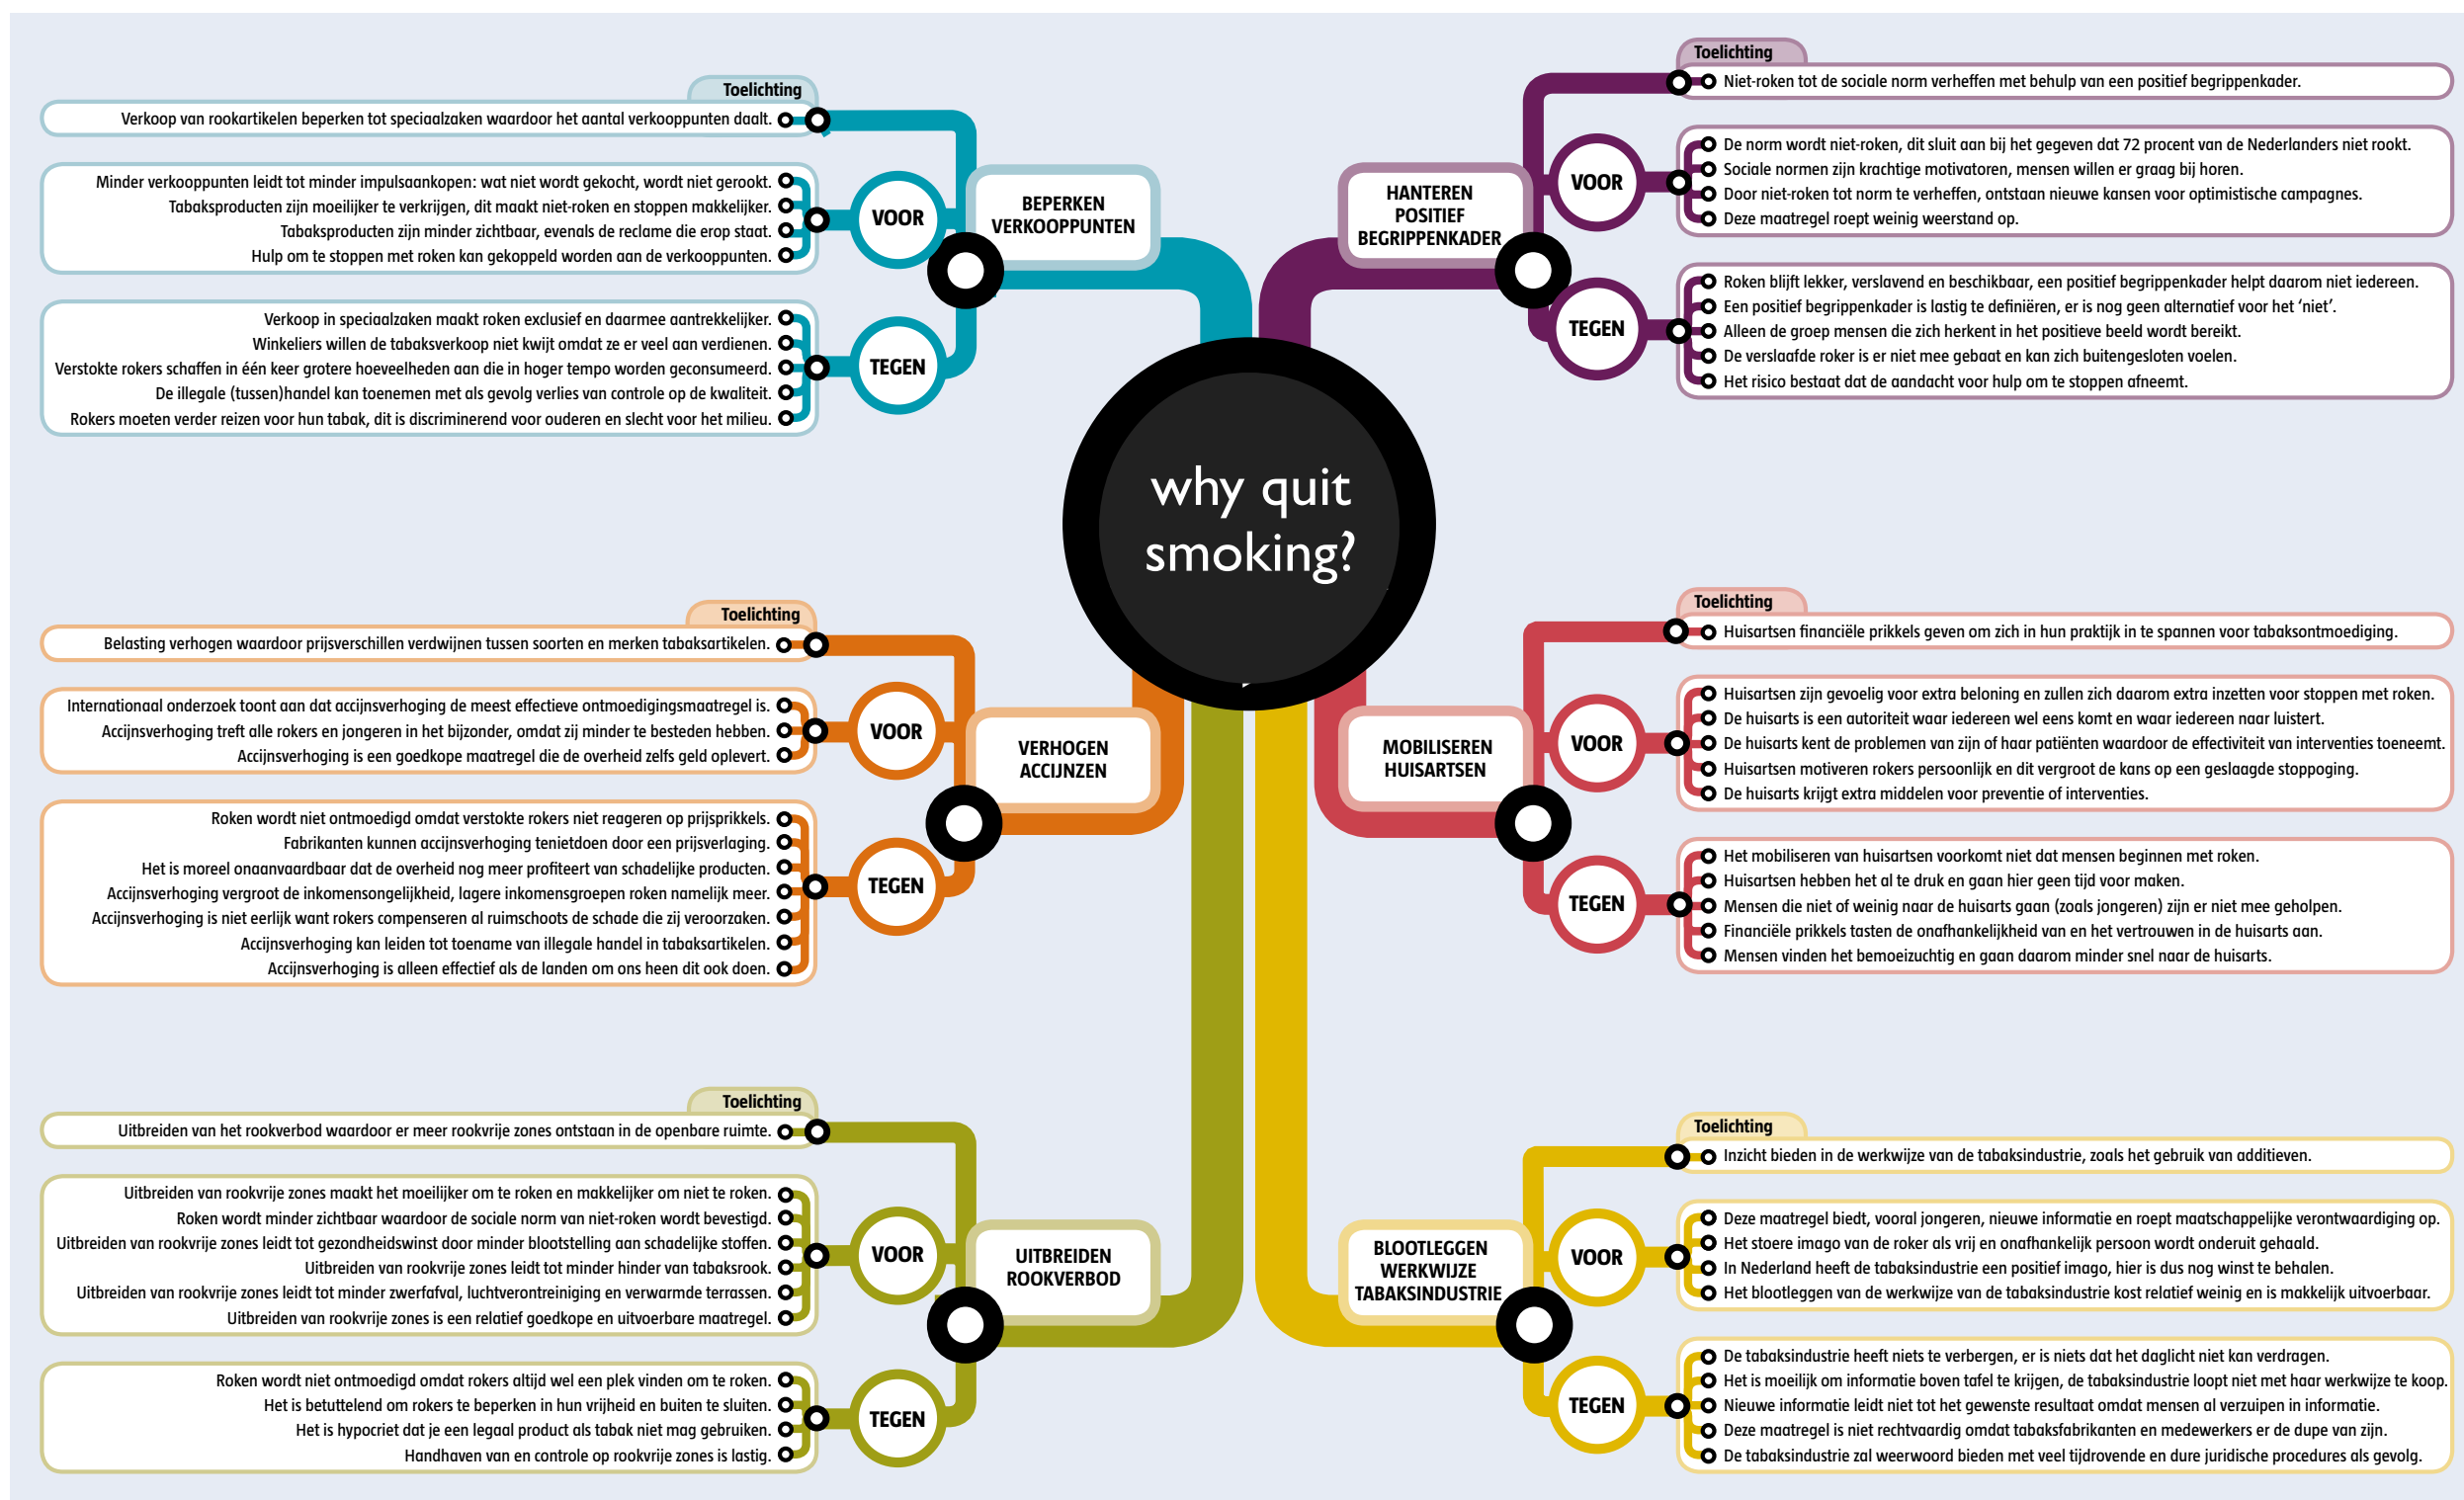 Toelichting
Verkoop van rookartikelen beperken tot speciaalzaken waardoor het aantal verkooppunten daalt.
BEPERKEN
VERKOOPPUNTEN
VOOR
Minder verkooppunten leidt tot minder impulsaankopen: wat niet wordt gekocht, wordt niet gerookt.
Tabaksproducten zijn moeilijker te verkrijgen, dit maakt niet-roken en stoppen makkelijker.
Tabaksproducten zijn minder zichtbaar, evenals de reclame die erop staat.
Hulp om te stoppen met roken kan gekoppeld worden aan de verkooppunten.
TEGEN
Verkoop in speciaalzaken maakt roken exclusief en daarmee aantrekkelijker.
Winkeliers willen de tabaksverkoop niet kwijt omdat ze er veel aan verdienen.
Verstokte rokers schaffen in één keer grotere hoeveelheden aan die in hoger tempo worden geconsumeerd.
De illegale (tussen)handel kan toenemen met als gevolg verlies van controle op de kwaliteit.
Rokers moeten verder reizen voor hun tabak, dit is discriminerend voor ouderen en slecht voor het milieu.
Toelichting
Niet-roken tot de sociale norm verheffen met behulp van een positief begrippenkader.
HANTEREN
POSITIEF
BEGRIPPENKADER
VOOR
De norm wordt niet-roken, dit sluit aan bij het gegeven dat 72 procent van de Nederlanders niet rookt.
Sociale normen zijn krachtige motivatoren, mensen willen er graag bij horen.
Door niet-roken tot norm te verheffen, ontstaan nieuwe kansen voor optimistische campagnes.
Deze maatregel roept weinig weerstand op.
TEGEN
Roken blijft lekker, verslavend en beschikbaar, een positief begrippenkader helpt daarom niet iedereen.
Een positief begrippenkader is lastig te definiëren, er is nog geen alternatief voor het ‘niet’.
Alleen de groep mensen die zich herkent in het positieve beeld wordt bereikt.
De verslaafde roker is er niet mee gebaat en kan zich buitengesloten voelen.
Het risico bestaat dat de aandacht voor hulp om te stoppen afneemt.
why quit
smoking?
Toelichting
Belasting verhogen waardoor prijsverschillen verdwijnen tussen soorten en merken tabaksartikelen.
VERHOGEN
ACCIJNZEN
VOOR
Internationaal onderzoek toont aan dat accijnsverhoging de meest effectieve ontmoedigingsmaatregel is.
Accijnsverhoging treft alle rokers en jongeren in het bijzonder, omdat zij minder te besteden hebben.
Accijnsverhoging is een goedkope maatregel die de overheid zelfs geld oplevert.
TEGEN
Roken wordt niet ontmoedigd omdat verstokte rokers niet reageren op prijsprikkels.
Fabrikanten kunnen accijnsverhoging tenietdoen door een prijsverlaging.
Het is moreel onaanvaardbaar dat de overheid nog meer profiteert van schadelijke producten.
Accijnsverhoging vergroot de inkomensongelijkheid, lagere inkomensgroepen roken namelijk meer.
Accijnsverhoging is niet eerlijk want rokers compenseren al ruimschoots de schade die zij veroorzaken.
Accijnsverhoging kan leiden tot toename van illegale handel in tabaksartikelen.
Accijnsverhoging is alleen effectief als de landen om ons heen dit ook doen.
Toelichting
Huisartsen financiële prikkels geven om zich in hun praktijk in te spannen voor tabaksontmoediging.
MOBILISEREN
HUISARTSEN
VOOR
Huisartsen zijn gevoelig voor extra beloning en zullen zich daarom extra inzetten voor stoppen met roken.
De huisarts is een autoriteit waar iedereen wel eens komt en waar iedereen naar luistert.
De huisarts kent de problemen van zijn of haar patiënten waardoor de effectiviteit van interventies toeneemt.
Huisartsen motiveren rokers persoonlijk en dit vergroot de kans op een geslaagde stoppoging.
De huisarts krijgt extra middelen voor preventie of interventies.
TEGEN
Het mobiliseren van huisartsen voorkomt niet dat mensen beginnen met roken.
Huisartsen hebben het al te druk en gaan hier geen tijd voor maken.
Mensen die niet of weinig naar de huisarts gaan (zoals jongeren) zijn er niet mee geholpen.
Financiële prikkels tasten de onafhankelijkheid van en het vertrouwen in de huisarts aan.
Mensen vinden het bemoeizuchtig en gaan daarom minder snel naar de huisarts.
Toelichting
Uitbreiden van het rookverbod waardoor er meer rookvrije zones ontstaan in de openbare ruimte.
UITBREIDEN
ROOKVERBOD
VOOR
Uitbreiden van rookvrije zones maakt het moeilijker om te roken en makkelijker om niet te roken.
Roken wordt minder zichtbaar waardoor de sociale norm van niet-roken wordt bevestigd.
Uitbreiden van rookvrije zones leidt tot gezondheidswinst door minder blootstelling aan schadelijke stoffen.
Uitbreiden van rookvrije zones leidt tot minder hinder van tabaksrook.
Uitbreiden van rookvrije zones leidt tot minder zwerfafval, luchtverontreiniging en verwarmde terrassen.
Uitbreiden van rookvrije zones is een relatief goedkope en uitvoerbare maatregel.
TEGEN
Roken wordt niet ontmoedigd omdat rokers altijd wel een plek vinden om te roken.
Het is betuttelend om rokers te beperken in hun vrijheid en buiten te sluiten.
Het is hypocriet dat je een legaal product als tabak niet mag gebruiken.
Handhaven van en controle op rookvrije zones is lastig.
Toelichting
Inzicht bieden in de werkwijze van de tabaksindustrie, zoals het gebruik van additieven.
BLOOTLEGGEN
WERKWIJZE
TABAKSINDUSTRIE
VOOR
Deze maatregel biedt, vooral jongeren, nieuwe informatie en roept maatschappelijke verontwaardiging op.
Het stoere imago van de roker als vrij en onafhankelijk persoon wordt onderuit gehaald.
In Nederland heeft de tabaksindustrie een positief imago, hier is dus nog winst te behalen.
Het blootleggen van de werkwijze van de tabaksindustrie kost relatief weinig en is makkelijk uitvoerbaar.
TEGEN
De tabaksindustrie heeft niets te verbergen, er is niets dat het daglicht niet kan verdragen.
Het is moeilijk om informatie boven tafel te krijgen, de tabaksindustrie loopt niet met haar werkwijze te koop.
Nieuwe informatie leidt niet tot het gewenste resultaat omdat mensen al verzuipen in informatie.
Deze maatregel is niet rechtvaardig omdat tabaksfabrikanten en medewerkers er de dupe van zijn.
De tabaksindustrie zal weerwoord bieden met veel tijdrovende en dure juridische procedures als gevolg.